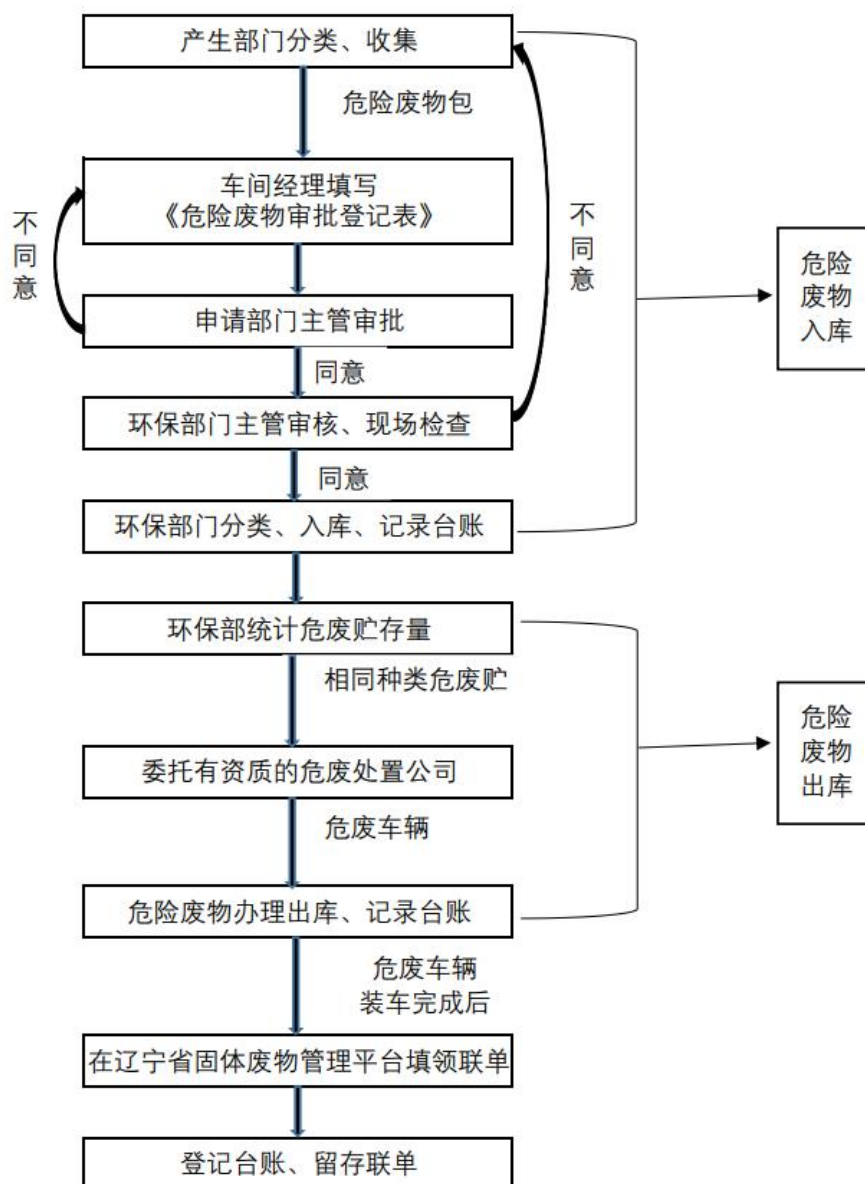 产生部门分类、收集
危险废物包
车间经理填写
《危险废物审批登记表》
不
同
意
不
同
意
危险
废物
入库
申请部门主管审批
同意
环保部门主管审核、现场检查
同意
环保部门分类、入库、记录台账
环保部统计危废贮存量
相同种类危废贮
危险
废物
出库
委托有资质的危废处置公司
危废车辆
危险废物办理出库、记录台账
危废车辆
装车完成后
在辽宁省固体废物管理平台填领联单
登记台账、留存联单